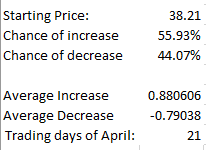 Starting Price: 38.21
Chance of increase 55.93%
Chance of decrease 44.07%
Average Increase 0.880606
Average Decrease -0.79038
Trading days of April: 21